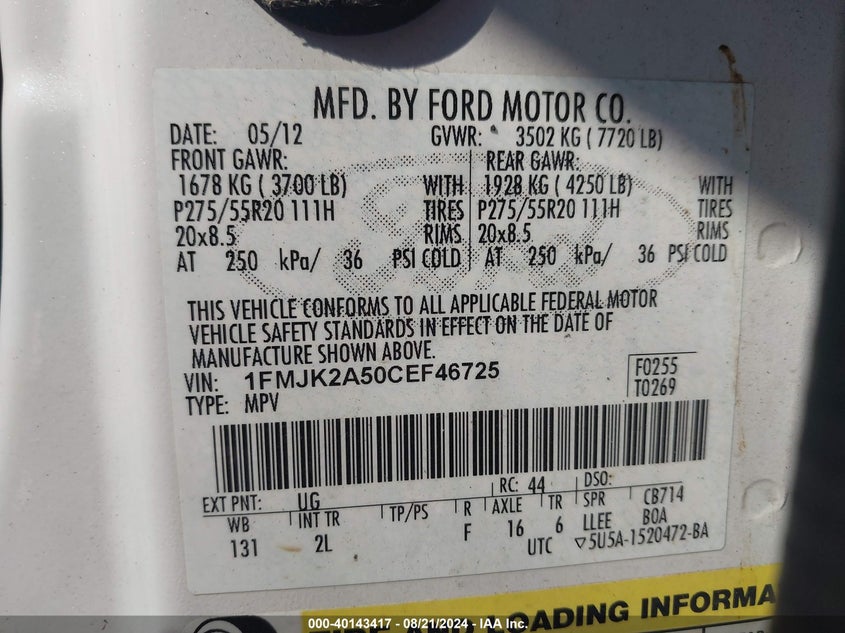 MFD. BY FORD MOTOR CO.
DATE: 05/12 GVWR: 3502 KG ( 7720 LB)
FRONT GAWR: REAR GAWR:
1678 KG ( 3700 LB) WITH 1928 KG ( 4250 LB) WITH
P275/55R20 111H TIRES P275/55R20 111H TIRES
20x8.5 RIMS 20x8.5 RIMS
AT 250 kPa/ 36 PSI COLD AT 250 kPa/ 36 PSI COLD
THIS VEHICLE CONFORMS TO ALL APPLICABLE FEDERAL MOTOR
VEHICLE SAFETY STANDARDS IN EFFECT ON THE DATE OF
MANUFACTURE SHOWN ABOVE.
VIN: 1FMJK2A50CEF46725 F0255
TYPE: MPV T0269
EXT PNT: UG RC: 44 DSO:
WB INT TR TP/PS R AXLE TR SPR CB714
131 2L F 16 6 LLEE BOA
UTC ▽5U5A-1520472-BA
TIRE AND LOADING INFORMA
000-40143417 - 08/21/2024 - IAA Inc.